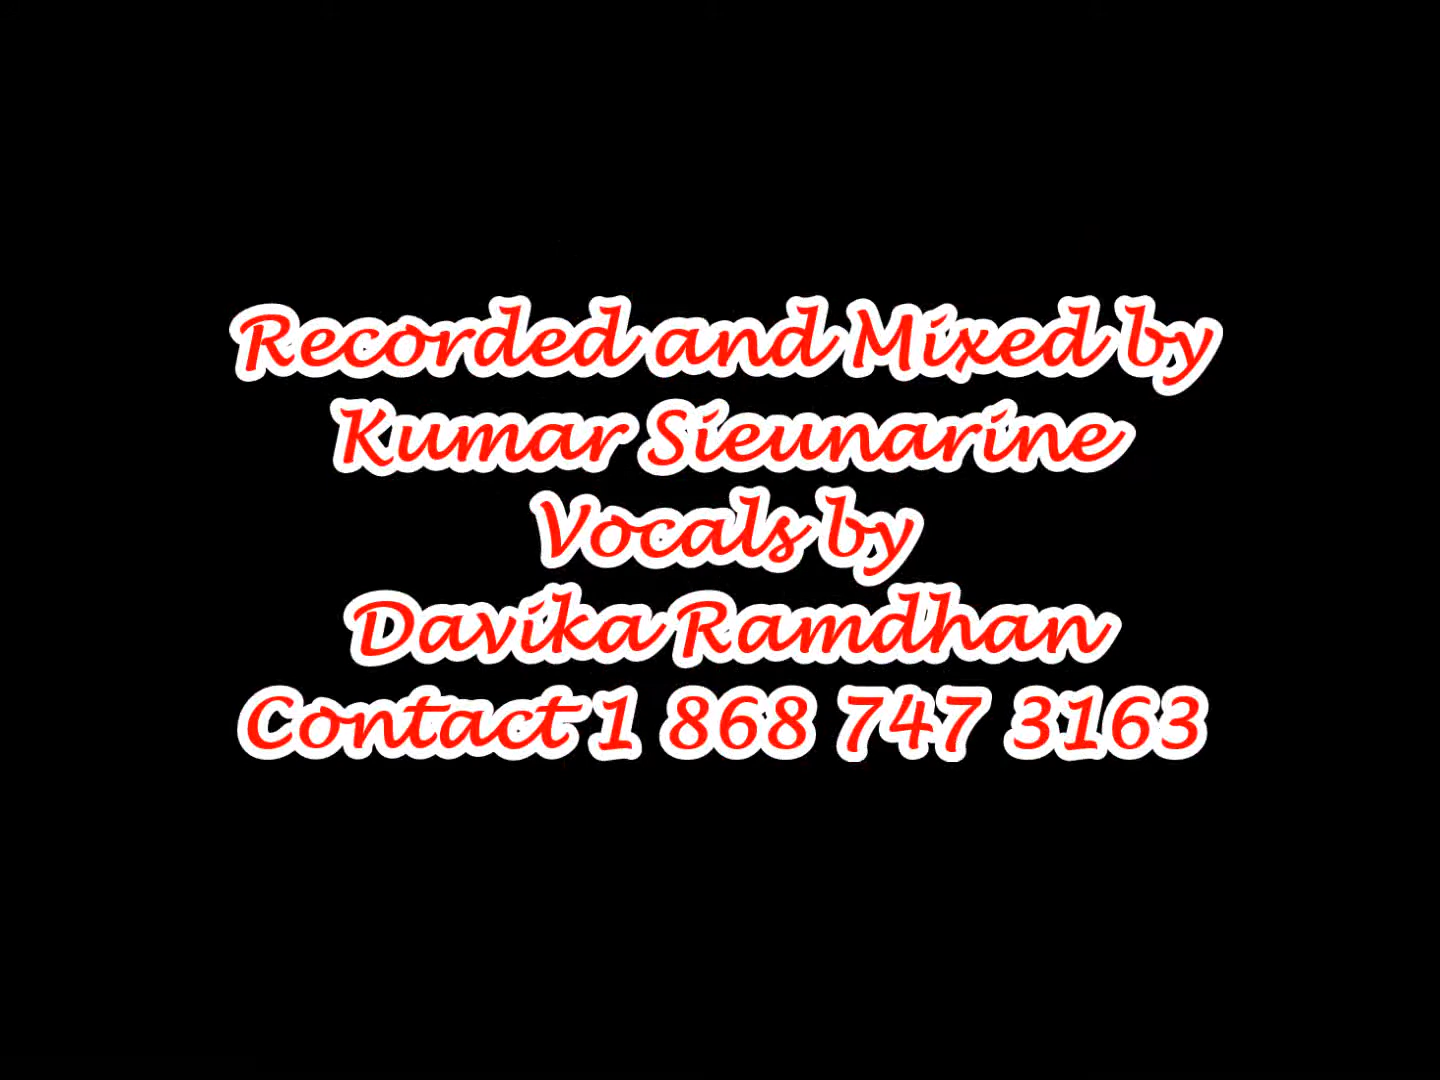 Recorded and Mixed by
Kumar Sieunarine
Vocals by
Davika Ramdhan
Contact 1 868 747 3163